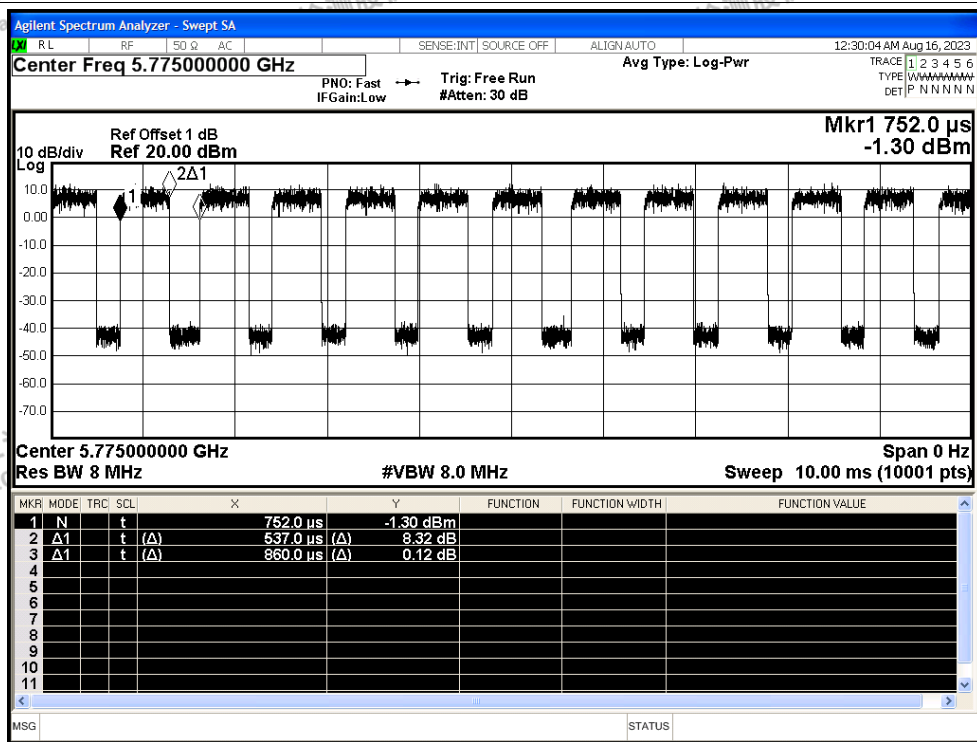 Agilent Spectrum Analyzer - Swept SA
LXI RL RF 50 Ω AC SENSE:INT SOURCE OFF ALIGN AUTO 12:30:04 AM Aug 16, 2023
Center Freq 5.775000000 GHz Avg Type: Log-Pwr TRACE 1 2 3 4 5 6
PNO: Fast Trig: Free Run TYPE
IFGain:Low #Atten: 30 dB DET P N N N N N
Mkr1 752.0 µs
Ref Offset 1 dB
10 dB/div Ref 20.00 dBm -1.30 dBm
Log
2Δ1
10.0
1
0.00
-10.0
-20.0
-30.0
-40.0
-50.0
-60.0
-70.0
Center 5.775000000 GHz Span 0 Hz
Res BW 8 MHz #VBW 8.0 MHz Sweep 10.00 ms (10001 pts)
MKR MODE TRC SCL X Y FUNCTION FUNCTION WIDTH FUNCTION VALUE
1 N t 752.0 µs -1.30 dBm
2 Δ1 t (Δ) 537.0 µs (Δ) 8.32 dB
3 Δ1 t (Δ) 860.0 µs (Δ) 0.12 dB
4
5
6
7
8
9
10
11
MSG STATUS